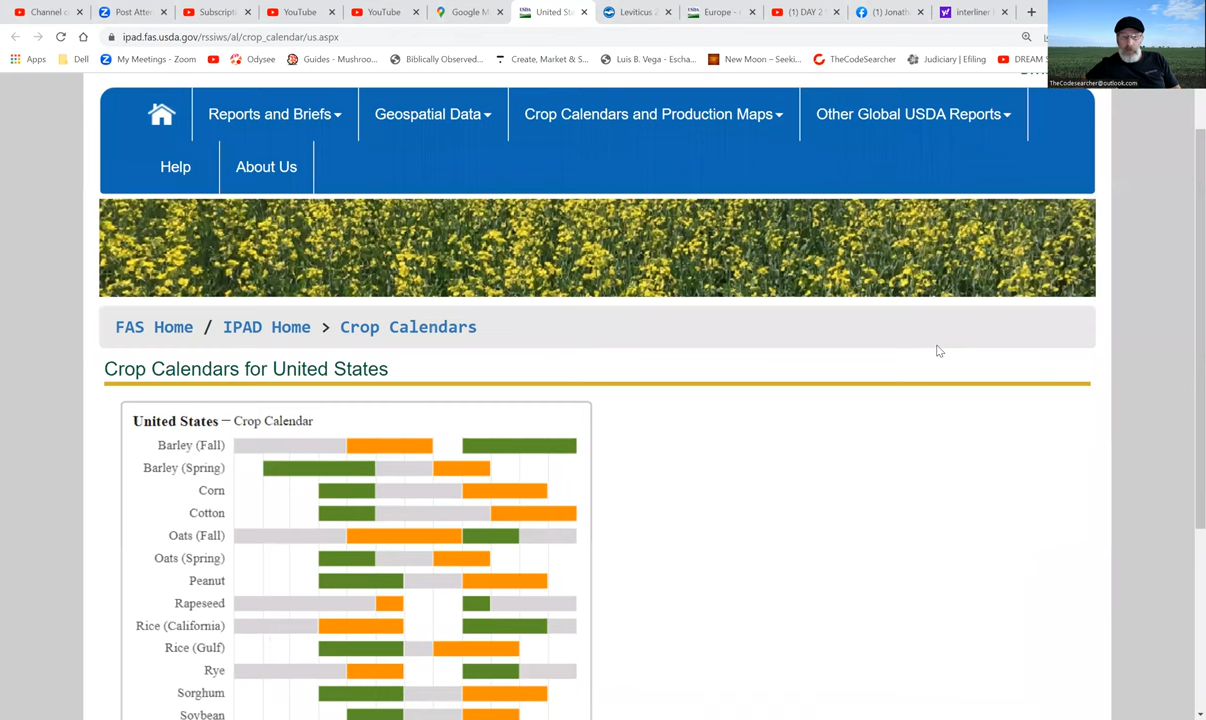 Channel c
Post Atte
Subscripti
YouTube
YouTube
Google M
United Sta
Leviticus 2
Europe -
(1) DAY 2
(1) Jonath
interliner
ipad.fas.usda.gov/rssiws/al/crop_calendar/us.aspx
Apps
Dell
My Meetings - Zoom
Odysee
Guides - Mushroo...
Biblically Observed...
Create, Market & S...
Luis B. Vega - Escha...
New Moon – Seeki...
TheCodeSearcher
Judiciary | Efiling
DREAM S
TheCodesearcher@outlook.com
Reports and Briefs
Geospatial Data
Crop Calendars and Production Maps
Other Global USDA Reports
Help
About Us
FAS Home / IPAD Home > Crop Calendars
Crop Calendars for United States
United States — Crop Calendar
Barley (Fall)
Barley (Spring)
Corn
Cotton
Oats (Fall)
Oats (Spring)
Peanut
Rapeseed
Rice (California)
Rice (Gulf)
Rye
Sorghum
Soybean